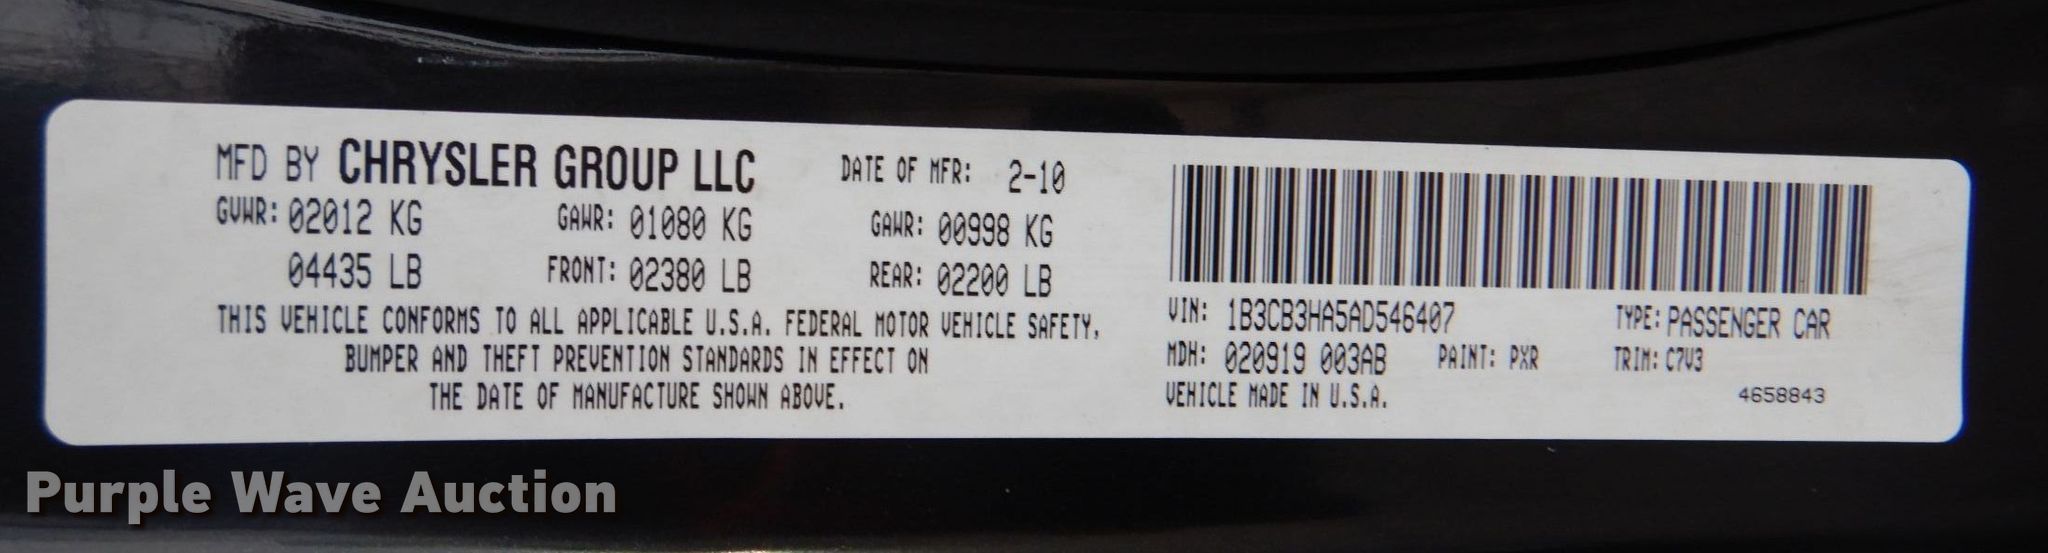 MFD BY CHRYSLER GROUP LLC DATE OF MFR: 2-10
GVWR: 02012 KG GAWR: 01080 KG GAWR: 00998 KG
04435 LB FRONT: 02380 LB REAR: 02200 LB
THIS VEHICLE CONFORMS TO ALL APPLICABLE U.S.A. FEDERAL MOTOR VEHICLE SAFETY,
BUMPER AND THEFT PREVENTION STANDARDS IN EFFECT ON
THE DATE OF MANUFACTURE SHOWN ABOVE.
VIN: 1B3CB3HA5AD546407 TYPE: PASSENGER CAR
MDH: 020919 003AB PAINT: PXR TRIM: C7V3
VEHICLE MADE IN U.S.A. 4658843
Purple Wave Auction